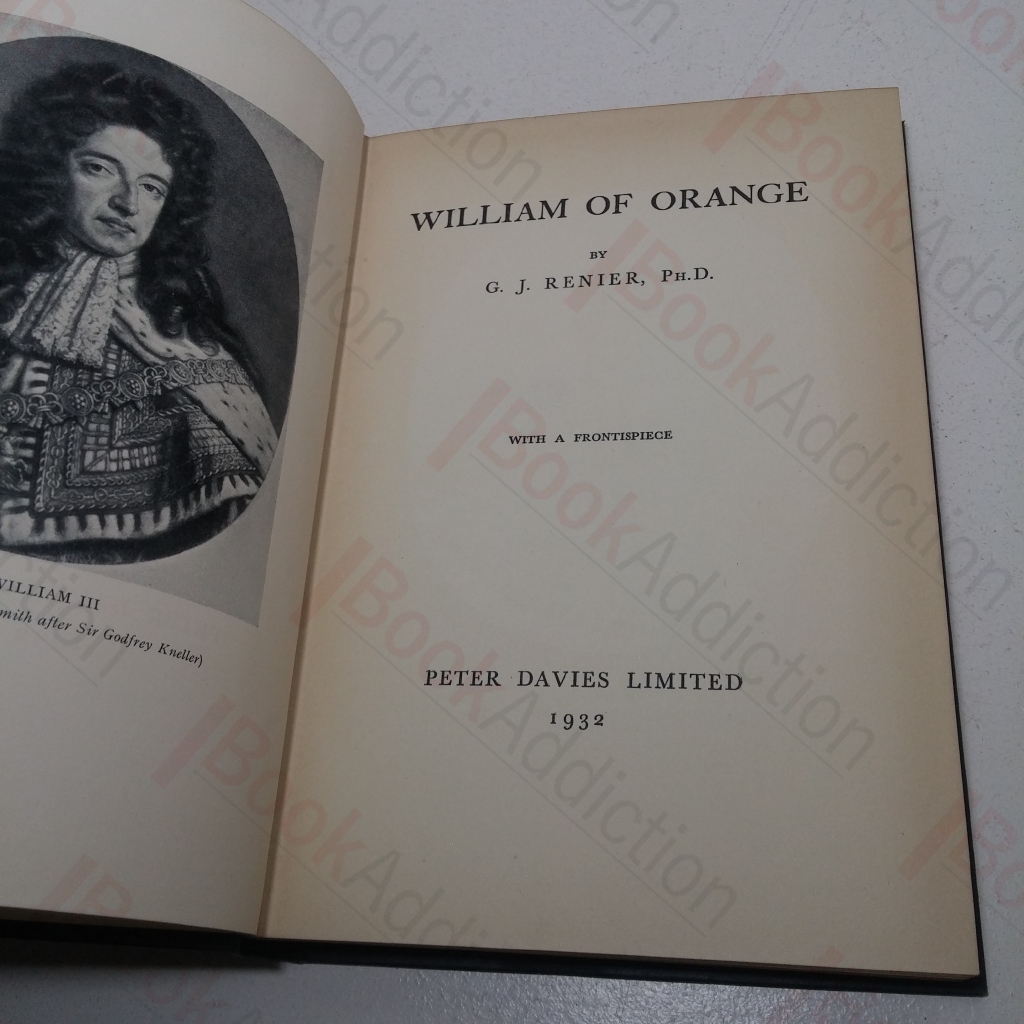 WILLIAM III
smith after Sir Godfrey Kneller)
WILLIAM OF ORANGE
BY
G. J. RENIER, PH.D.
WITH A FRONTISPIECE
PETER DAVIES LIMITED
1932
BookAddiction